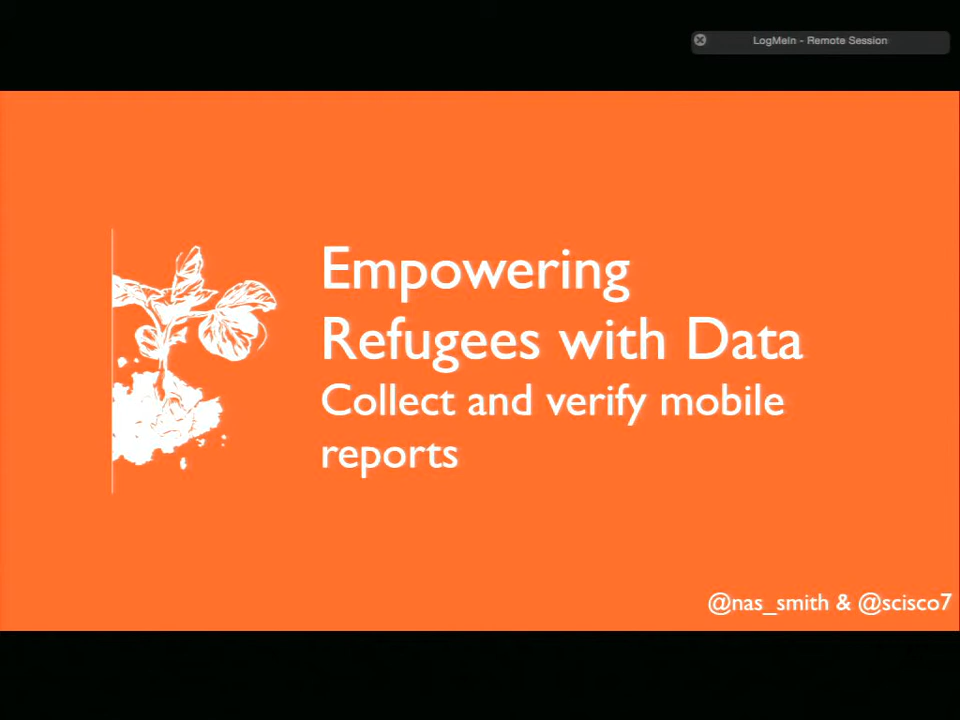 LogMeIn - Remote Session
Empowering
Refugees with Data
Collect and verify mobile
reports
@nas_smith & @scisco7